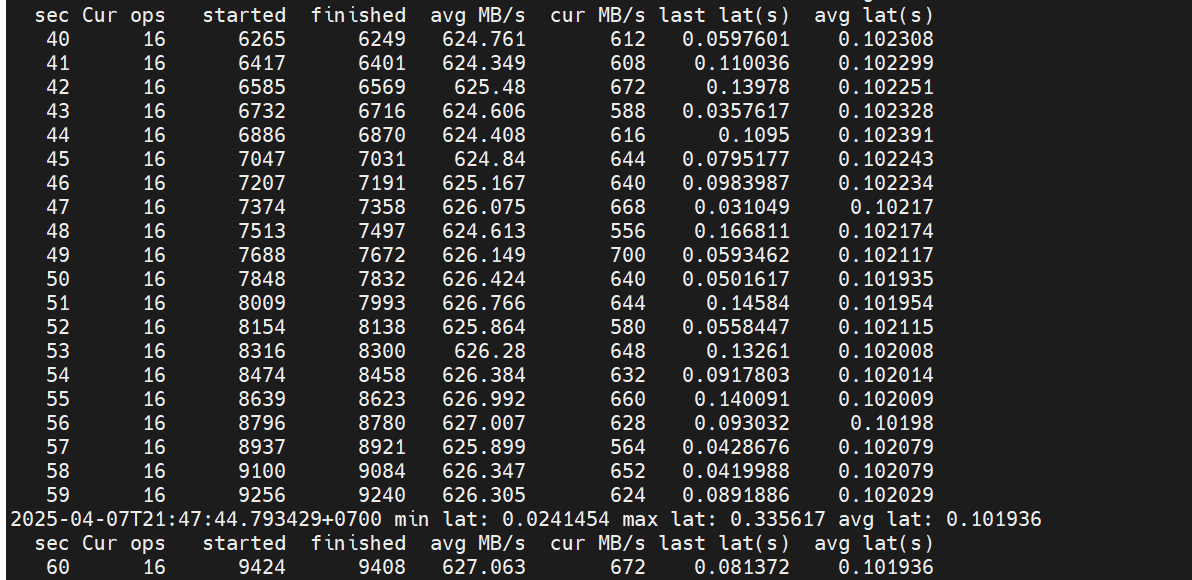 sec Cur ops started finished avg MB/s cur MB/s last lat(s) avg lat(s)
40 16 6265 6249 624.761 612 0.0597601 0.102308
41 16 6417 6401 624.349 608 0.110036 0.102299
42 16 6585 6569 625.48 672 0.13978 0.102251
43 16 6732 6716 624.606 588 0.0357617 0.102328
44 16 6886 6870 624.408 616 0.1095 0.102391
45 16 7047 7031 624.84 644 0.0795177 0.102243
46 16 7207 7191 625.167 640 0.0983987 0.102234
47 16 7374 7358 626.075 668 0.031049 0.10217
48 16 7513 7497 624.613 556 0.166811 0.102174
49 16 7688 7672 626.149 700 0.0593462 0.102117
50 16 7848 7832 626.424 640 0.0501617 0.101935
51 16 8009 7993 626.766 644 0.14584 0.101954
52 16 8154 8138 625.864 580 0.0558447 0.102115
53 16 8316 8300 626.28 648 0.13261 0.102008
54 16 8474 8458 626.384 632 0.0917803 0.102014
55 16 8639 8623 626.992 660 0.140091 0.102009
56 16 8796 8780 627.007 628 0.093032 0.10198
57 16 8937 8921 625.899 564 0.0428676 0.102079
58 16 9100 9084 626.347 652 0.0419988 0.102079
59 16 9256 9240 626.305 624 0.0891886 0.102029
2025-04-07T21:47:44.793429+0700 min lat: 0.0241454 max lat: 0.335617 avg lat: 0.101936
sec Cur ops started finished avg MB/s cur MB/s last lat(s) avg lat(s)
60 16 9424 9408 627.063 672 0.081372 0.101936